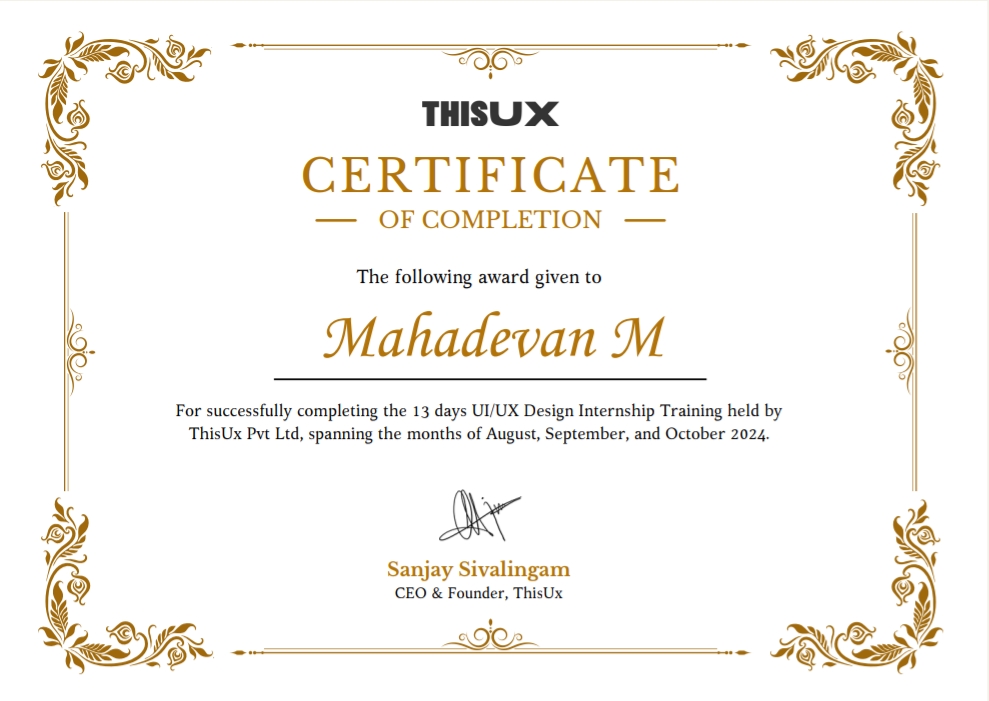 THISUX
CERTIFICATE
OF COMPLETION
The following award given to
Mahadevan M
For successfully completing the 13 days UI/UX Design Internship Training held by
ThisUx Pvt Ltd, spanning the months of August, September, and October 2024.
Sanjay Sivalingam
CEO & Founder, ThisUx